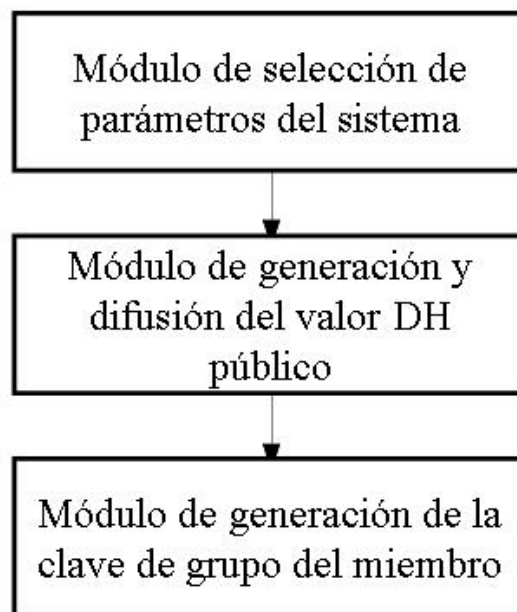 Módulo de selección de
parámetros del sistema
Módulo de generación y
difusión del valor DH
público
Módulo de generación de la
clave de grupo del miembro